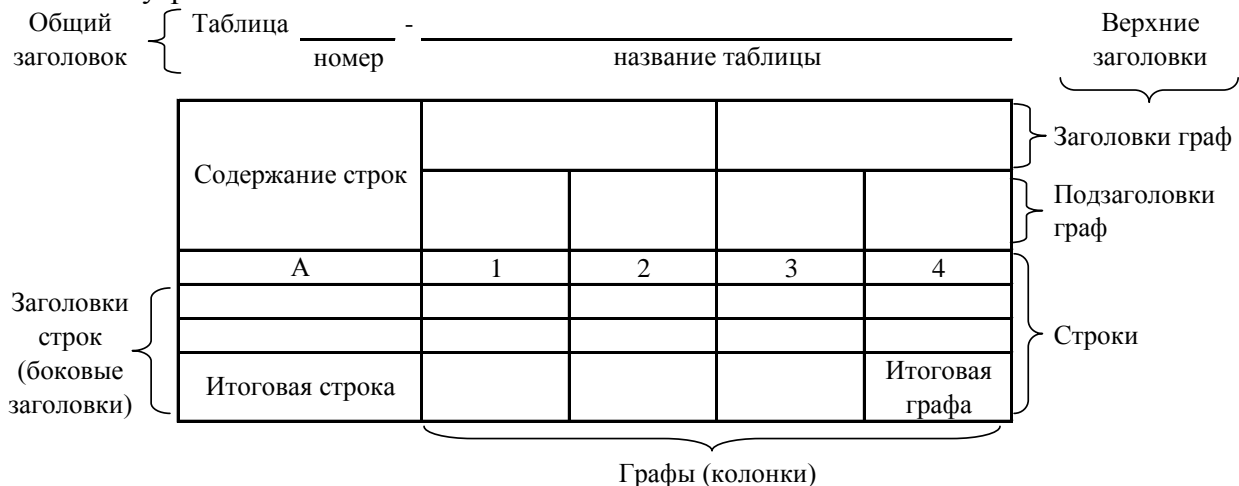 Общий
заголовок
Таблица -
номер
название таблицы
Верхние
заголовки
Содержание строк
Заголовки граф
Подзаголовки
граф
А 1 2 3 4
Заголовки
строк
(боковые
заголовки)
Строки
Итоговая строка
Итоговая
графа
Графы (колонки)